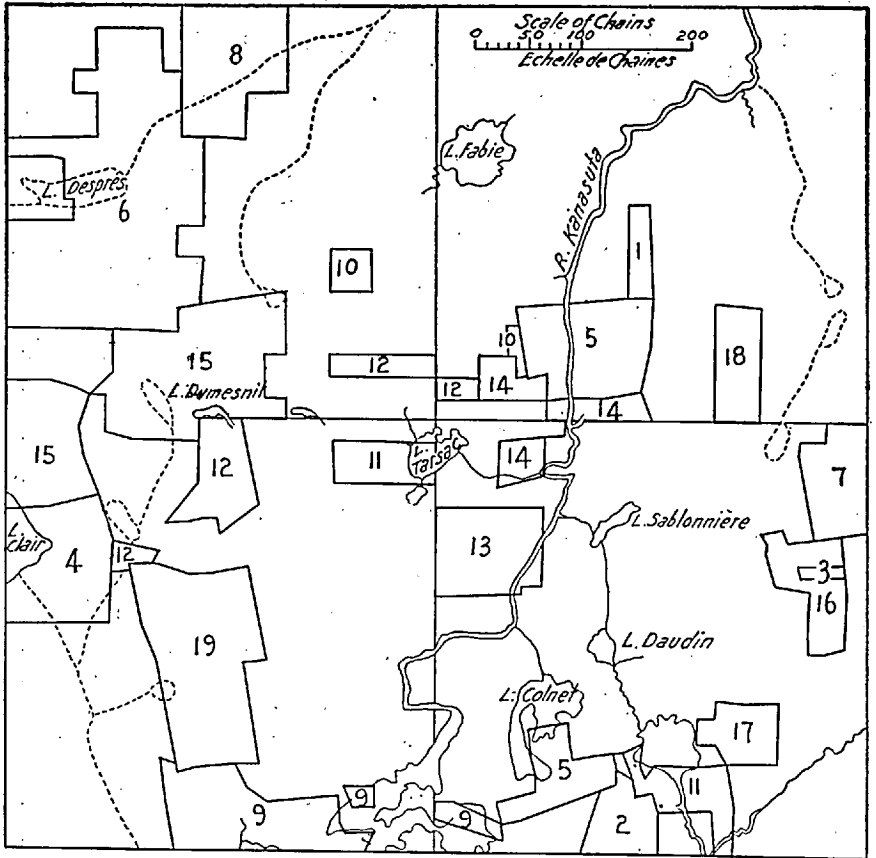 Scale of Chains
0 50 100 200
Echelle de Chaines
8
L. Fabie
L. Després
6
R. Kanasuta
1
10
5
15
10
18
12
12
14
L. Dumesnil
14
15
12
11
L. Tarsac
14
7
L. Sablonnière
L. Clair
4
12
13
3
16
19
L. Daudin
L. Colnet
17
5
11
9
9
9
2